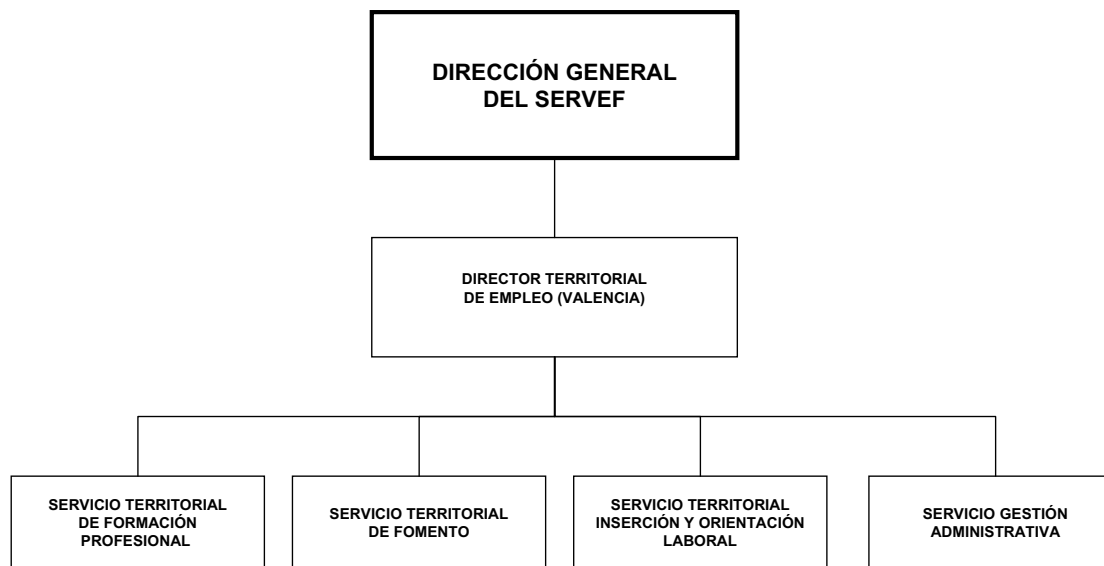 DIRECCIÓN GENERAL
DEL SERVEF
DIRECTOR TERRITORIAL
DE EMPLEO (VALENCIA)
SERVICIO TERRITORIAL
DE FORMACIÓN
PROFESIONAL
SERVICIO TERRITORIAL
DE FOMENTO
SERVICIO TERRITORIAL
INSERCIÓN Y ORIENTACIÓN
LABORAL
SERVICIO GESTIÓN
ADMINISTRATIVA